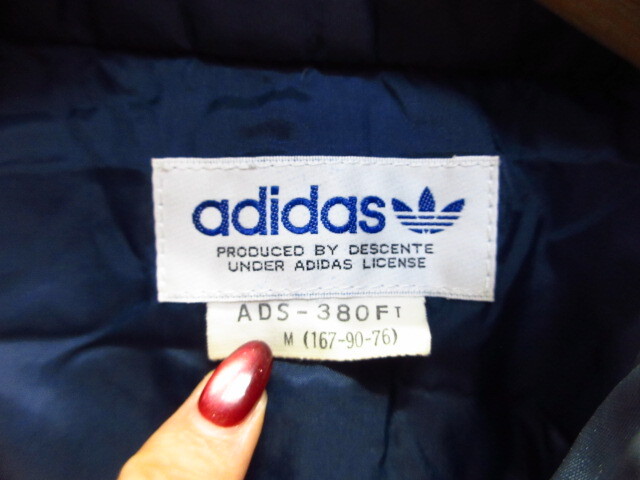 adidas
PRODUCED BY DESCENTE
UNDER ADIDAS LICENSE
ADS-380FT
M (167-90-76)